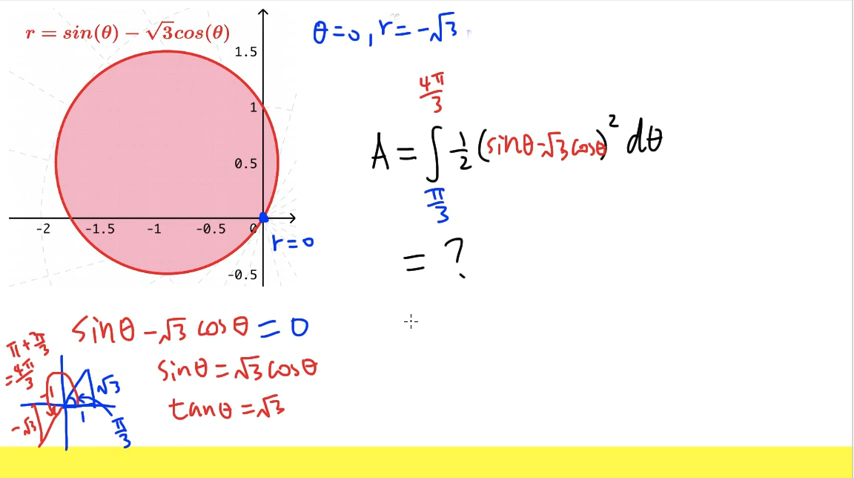 r = sin(θ) − √3cos(θ)
θ=0, r=-√3
1.5
1
0.5
-2 -1.5 -1 -0.5 0
r=0
-0.5
A = ∫_{π/3}^{4π/3} 1/2 (sinθ-√3 cosθ)² dθ
= ?
sinθ - √3 cosθ = 0
sinθ = √3 cosθ
tanθ = √3
π + π/3
= 4π/3
-1
√3
-√3
1
π/3